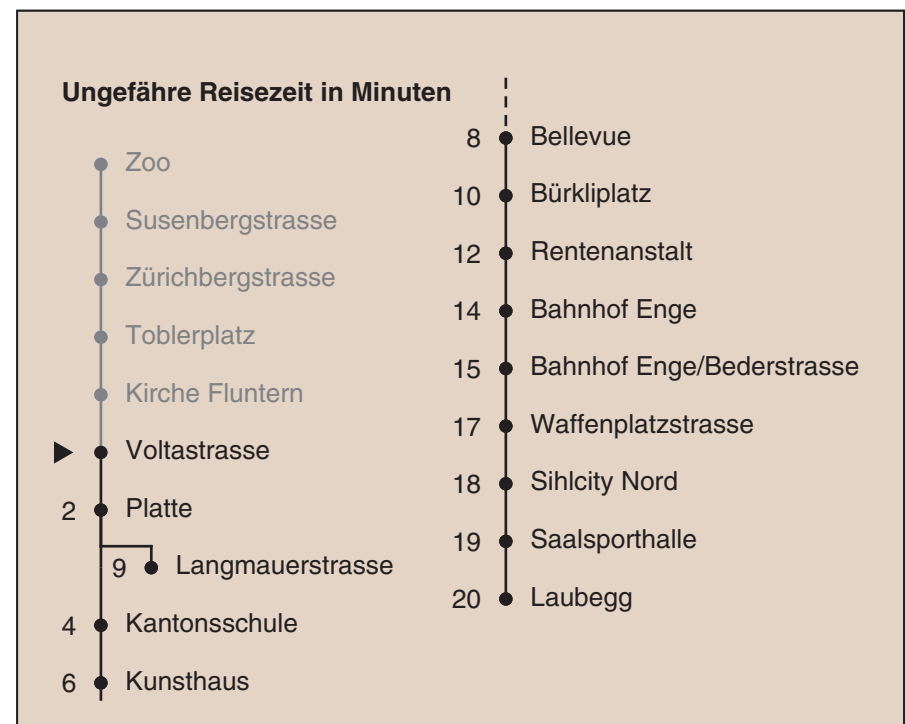 Ungefähre Reisezeit in Minuten
Zoo
Susenbergstrasse
Zürichbergstrasse
Toblerplatz
Kirche Fluntern
Voltastrasse
2 Platte
9 Langmauerstrasse
4 Kantonsschule
6 Kunsthaus
8 Bellevue
10 Bürkliplatz
12 Rentenanstalt
14 Bahnhof Enge
15 Bahnhof Enge/Bederstrasse
17 Waffenplatzstrasse
18 Sihlcity Nord
19 Saalsporthalle
20 Laubegg